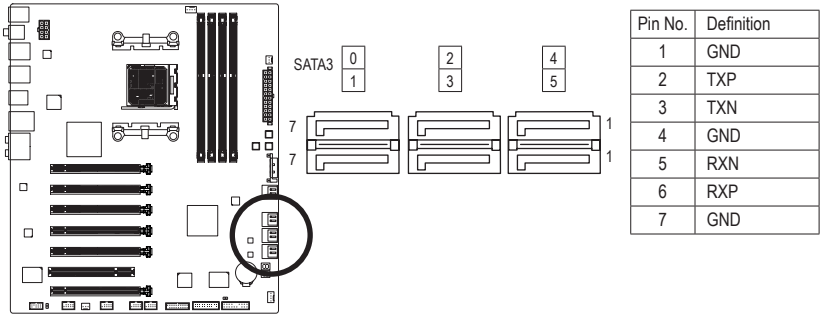 SATA3 0 2 4
1 3 5
7 1
7 1
Pin No. Definition
1 GND
2 TXP
3 TXN
4 GND
5 RXN
6 RXP
7 GND